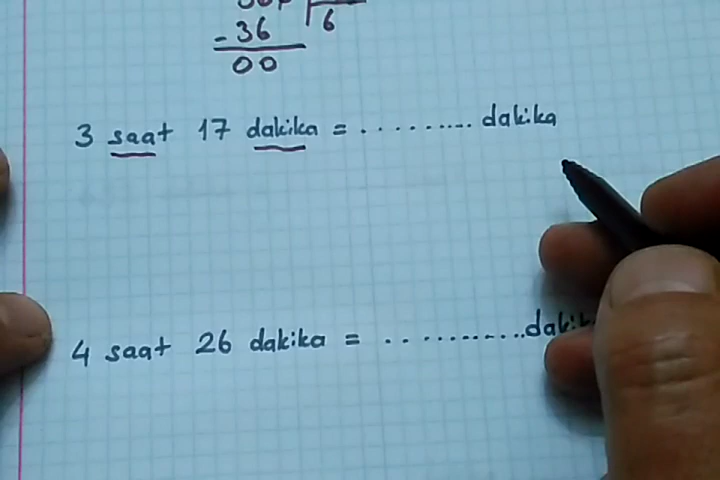 6
- 36
00
3 saat 17 dakika = .......... dakika
4 saat 26 dakika = ............